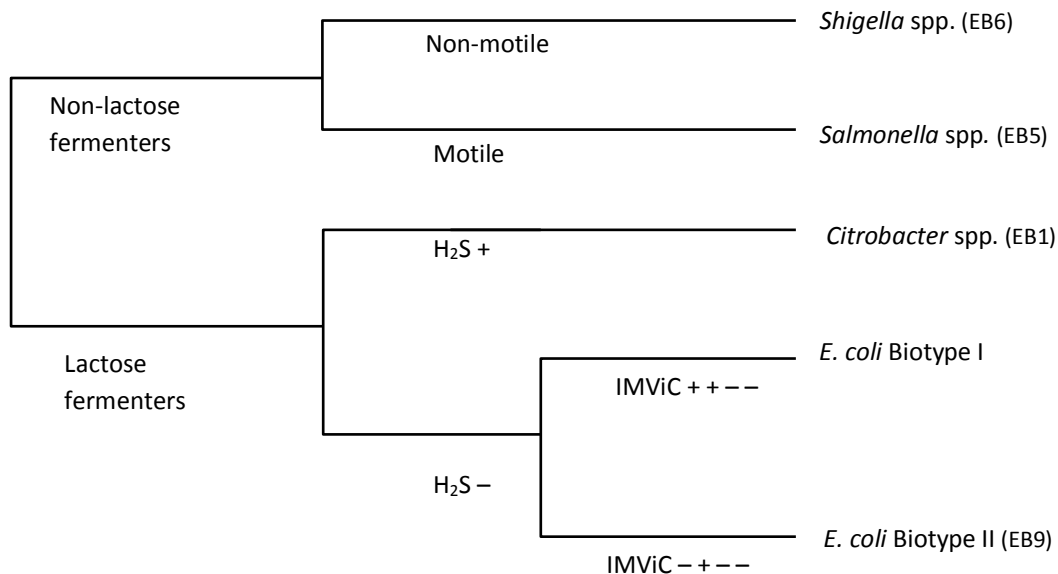 Shigella spp. (EB6)
Non-motile
Non-lactose
fermenters
Salmonella spp. (EB5)
Motile
Citrobacter spp. (EB1)
H₂S +
Lactose
fermenters
E. coli Biotype I
IMViC + + – –
H₂S –
E. coli Biotype II (EB9)
IMViC – + – –